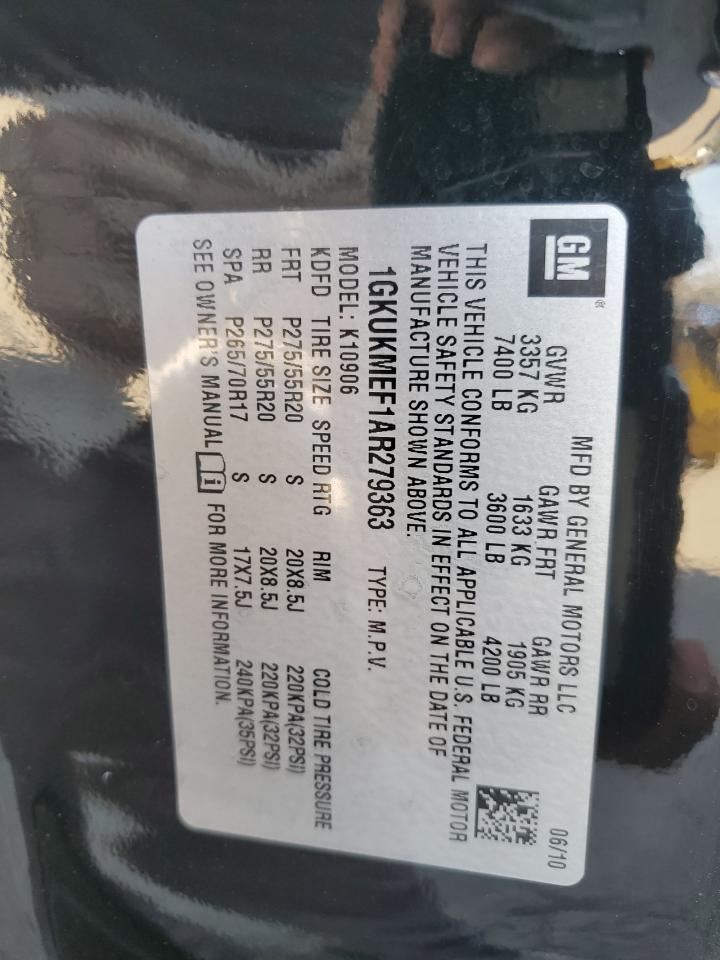 GM
MFD BY GENERAL MOTORS LLC
06/10
GVWR GAWR FRT GAWR RR
3357 KG 1633 KG 1905 KG
7400 LB 3600 LB 4200 LB
THIS VEHICLE CONFORMS TO ALL APPLICABLE U.S. FEDERAL MOTOR
VEHICLE SAFETY STANDARDS IN EFFECT ON THE DATE OF
MANUFACTURE SHOWN ABOVE.
1GKUKMEF1AR279363 TYPE: M.P.V.
MODEL: K10906
KDFD TIRE SIZE SPEED RTG RIM COLD TIRE PRESSURE
FRT P275/55R20 S 20X8.5J 220KPA(32PSI)
RR P275/55R20 S 20X8.5J 220KPA(32PSI)
SPA P265/70R17 S 17X7.5J 240KPA(35PSI)
SEE OWNER'S MANUAL i FOR MORE INFORMATION.